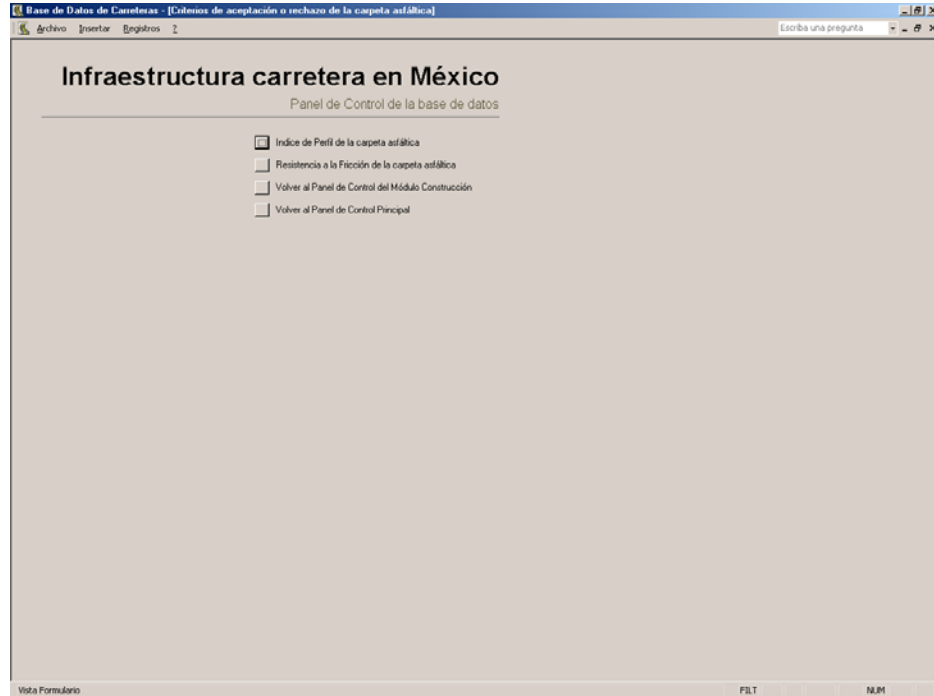 Base de Datos de Carreteras - [Criterios de aceptación o rechazo de la carpeta asfáltica]
Archivo Insertar Registros ? Escriba una pregunta
Infraestructura carretera en México
Panel de Control de la base de datos
Indice de Perfil de la carpeta asfáltica
Resistencia a la Fricción de la carpeta asfáltica
Volver al Panel de Control del Módulo Construcción
Volver al Panel de Control Principal
Vista Formulario FILT NUM